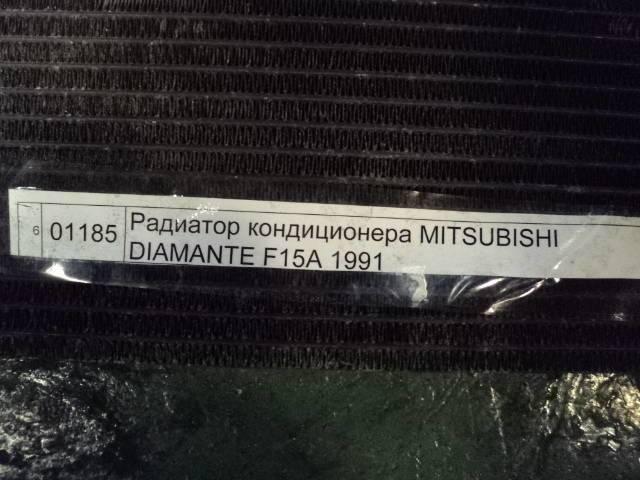 6 01185 Радиатор кондиционера MITSUBISHI
DIAMANTE F15A 1991